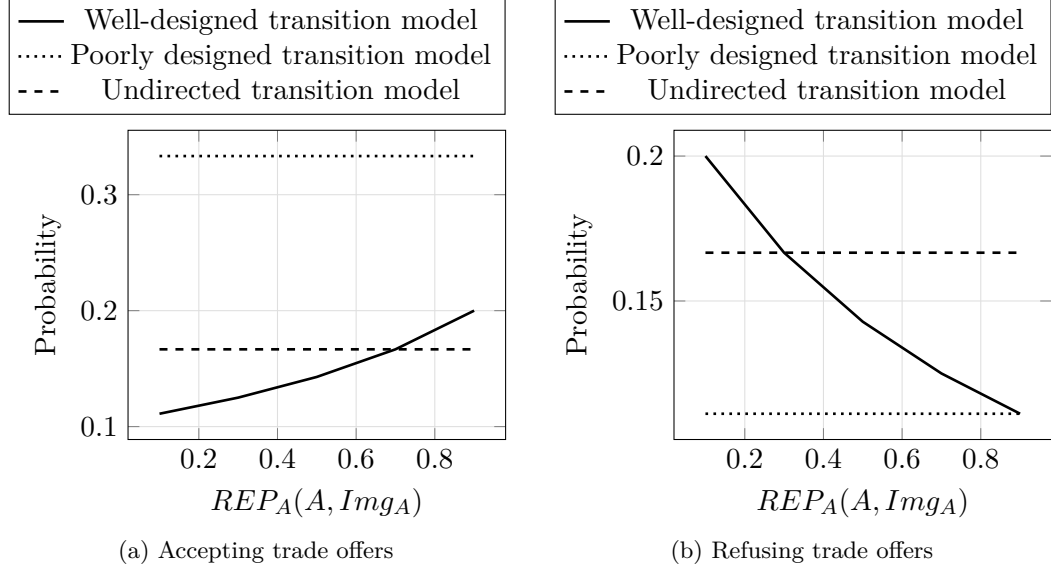 Well-designed transition model
Poorly designed transition model
Undirected transition model
0.3
0.2
0.1
Probability
0.2 0.4 0.6 0.8
REP_A(A, Img_A)
(a) Accepting trade offers
Well-designed transition model
Poorly designed transition model
Undirected transition model
0.2
0.15
Probability
0.2 0.4 0.6 0.8
REP_A(A, Img_A)
(b) Refusing trade offers